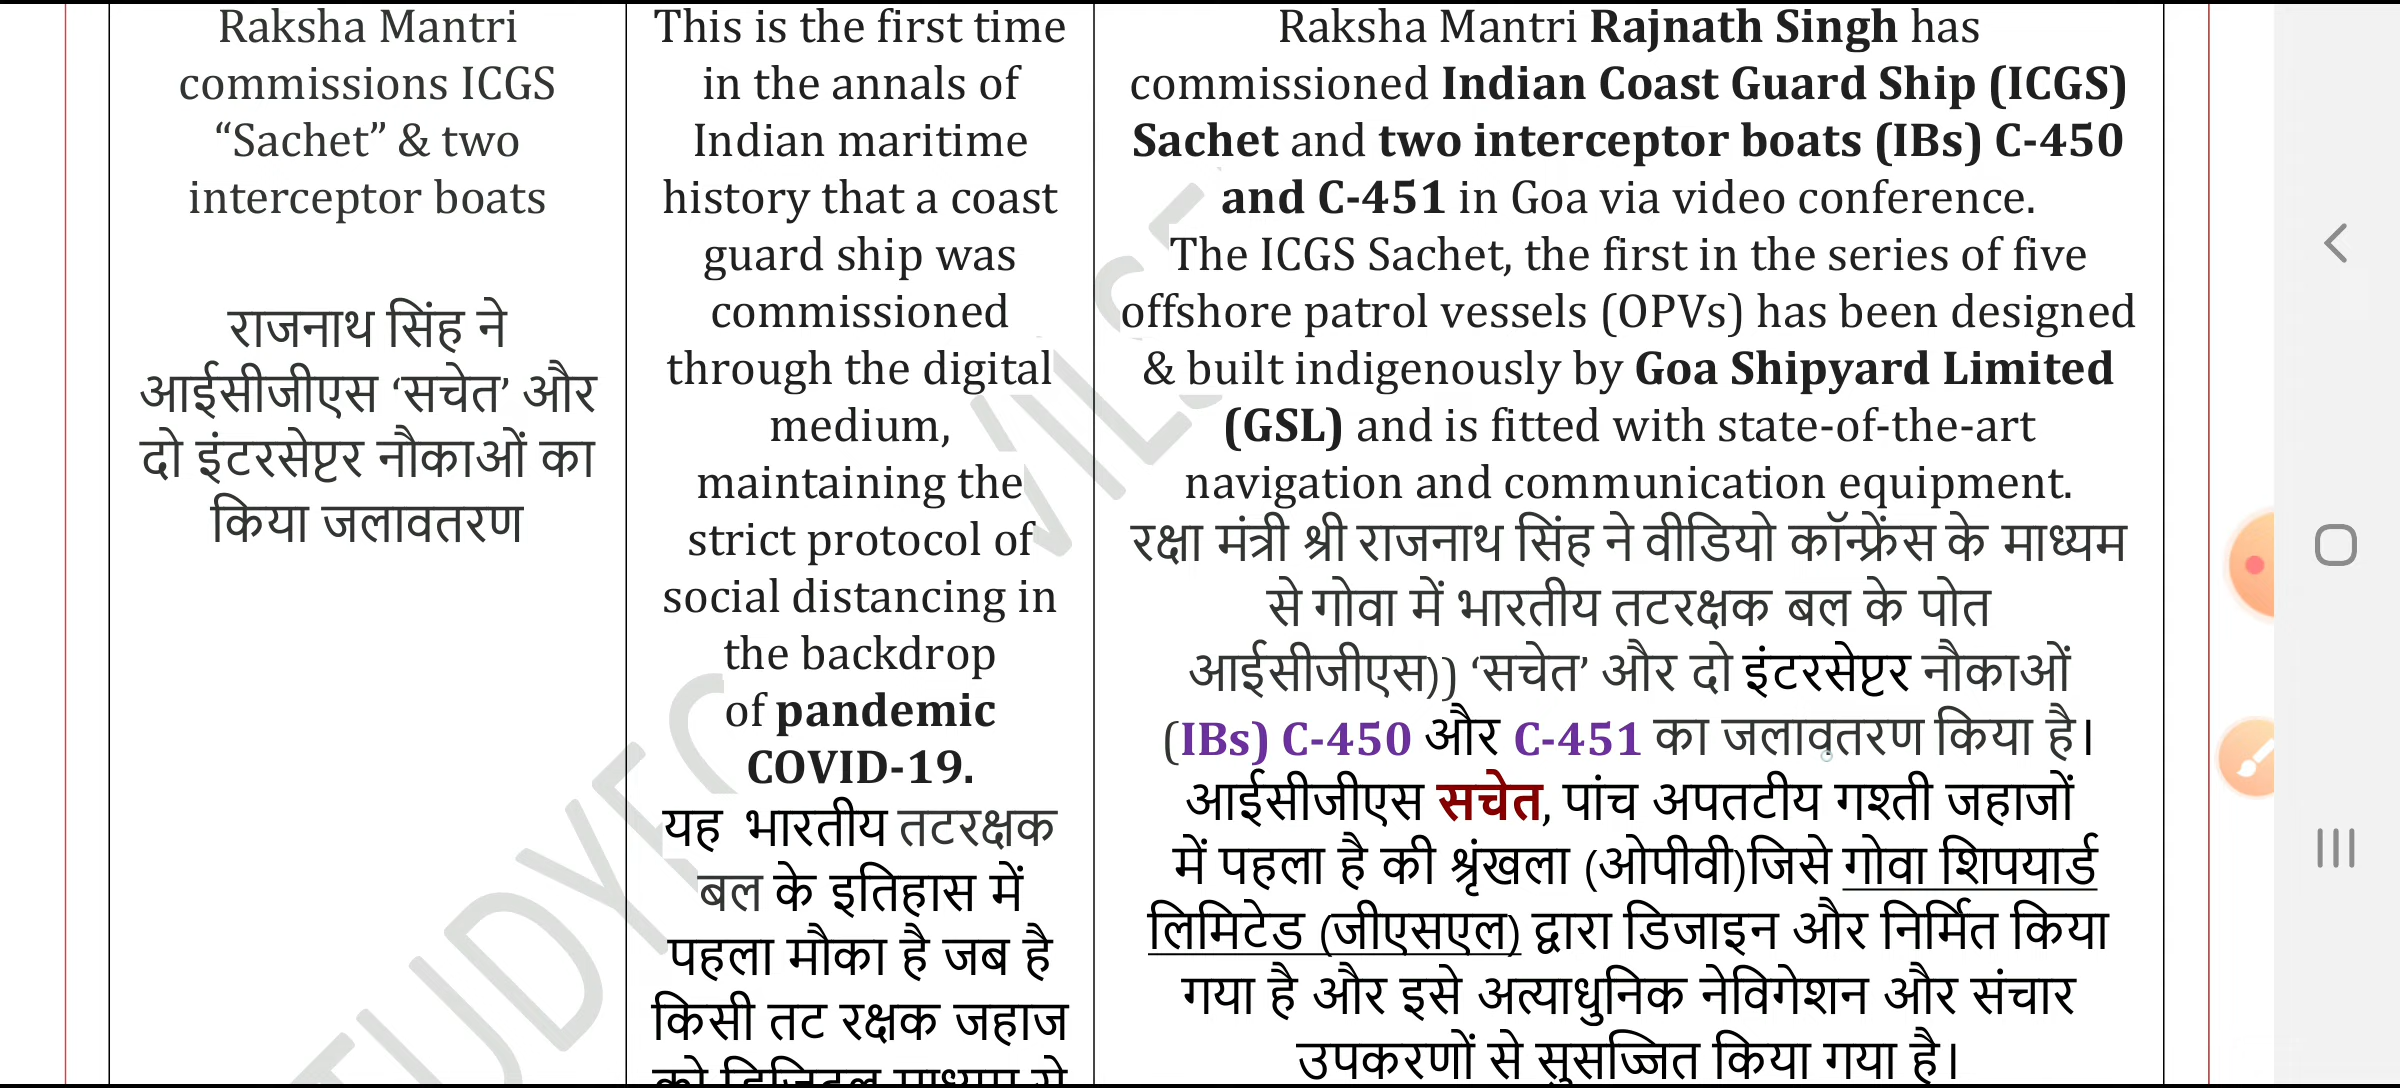 Raksha Mantri
commissions ICGS
“Sachet” & two
interceptor boats
राजनाथ सिंह ने
आईसीजीएस ‘सचेत’ और
दो इंटरसेप्टर नौकाओं का
किया जलावतरण
This is the first time
in the annals of
Indian maritime
history that a coast
guard ship was
commissioned
through the digital
medium,
maintaining the
strict protocol of
social distancing in
the backdrop
of pandemic
COVID-19.
यह भारतीय तटरक्षक
बल के इतिहास में
पहला मौका है जब है
किसी तट रक्षक जहाज
को डिजिटल माध्यम से
Raksha Mantri Rajnath Singh has
commissioned Indian Coast Guard Ship (ICGS)
Sachet and two interceptor boats (IBs) C-450
and C-451 in Goa via video conference.
The ICGS Sachet, the first in the series of five
offshore patrol vessels (OPVs) has been designed
& built indigenously by Goa Shipyard Limited
(GSL) and is fitted with state-of-the-art
navigation and communication equipment.
रक्षा मंत्री श्री राजनाथ सिंह ने वीडियो कॉन्फ्रेंस के माध्यम
से गोवा में भारतीय तटरक्षक बल के पोत
आईसीजीएस)) ‘सचेत’ और दो इंटरसेप्टर नौकाओं
(IBs) C-450 और C-451 का जलावतरण किया है।
आईसीजीएस सचेत, पांच अपतटीय गश्ती जहाजों
में पहला है की श्रृंखला (ओपीवी)जिसे गोवा शिपयार्ड
लिमिटेड (जीएसएल) द्वारा डिजाइन और निर्मित किया
गया है और इसे अत्याधुनिक नेविगेशन और संचार
उपकरणों से सुसज्जित किया गया है।